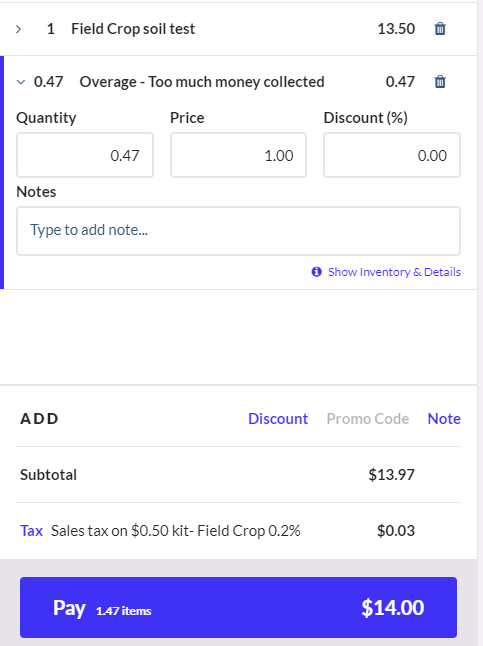 1 Field Crop soil test 13.50
0.47 Overage - Too much money collected 0.47
Quantity Price Discount (%)
0.47 1.00 0.00
Notes
Type to add note...
Show Inventory & Details
ADD Discount Promo Code Note
Subtotal $13.97
Tax Sales tax on $0.50 kit- Field Crop 0.2% $0.03
Pay 1.47 items $14.00